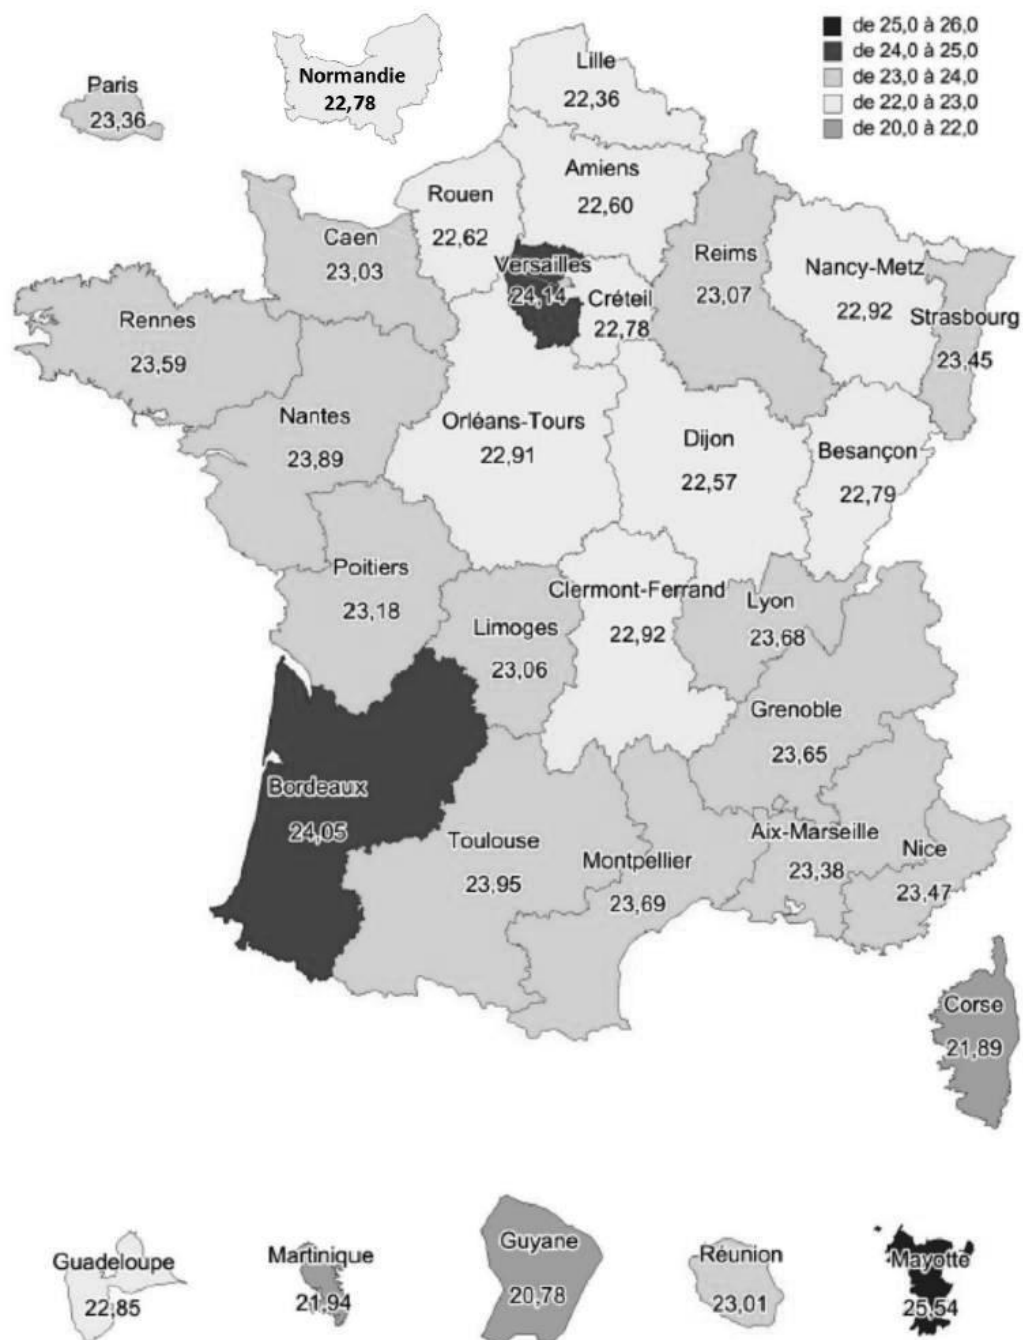 de 25,0 à 26,0
de 24,0 à 25,0
de 23,0 à 24,0
de 22,0 à 23,0
de 20,0 à 22,0
Normandie
22,78
Paris
23,36
Lille
22,36
Amiens
22,60
Rouen
22,62
Caen
23,03
Versailles
24,14
Créteil
22,78
Reims
23,07
Nancy-Metz
22,92
Strasbourg
23,45
Rennes
23,59
Nantes
23,89
Orléans-Tours
22,91
Dijon
22,57
Besançon
22,79
Poitiers
23,18
Limoges
23,06
Clermont-Ferrand
22,92
Lyon
23,68
Grenoble
23,65
Bordeaux
24,05
Toulouse
23,95
Montpellier
23,69
Aix-Marseille
23,38
Nice
23,47
Corse
21,89
Guadeloupe
22,85
Martinique
21,94
Guyane
20,78
Réunion
23,01
Mayotte
25,54